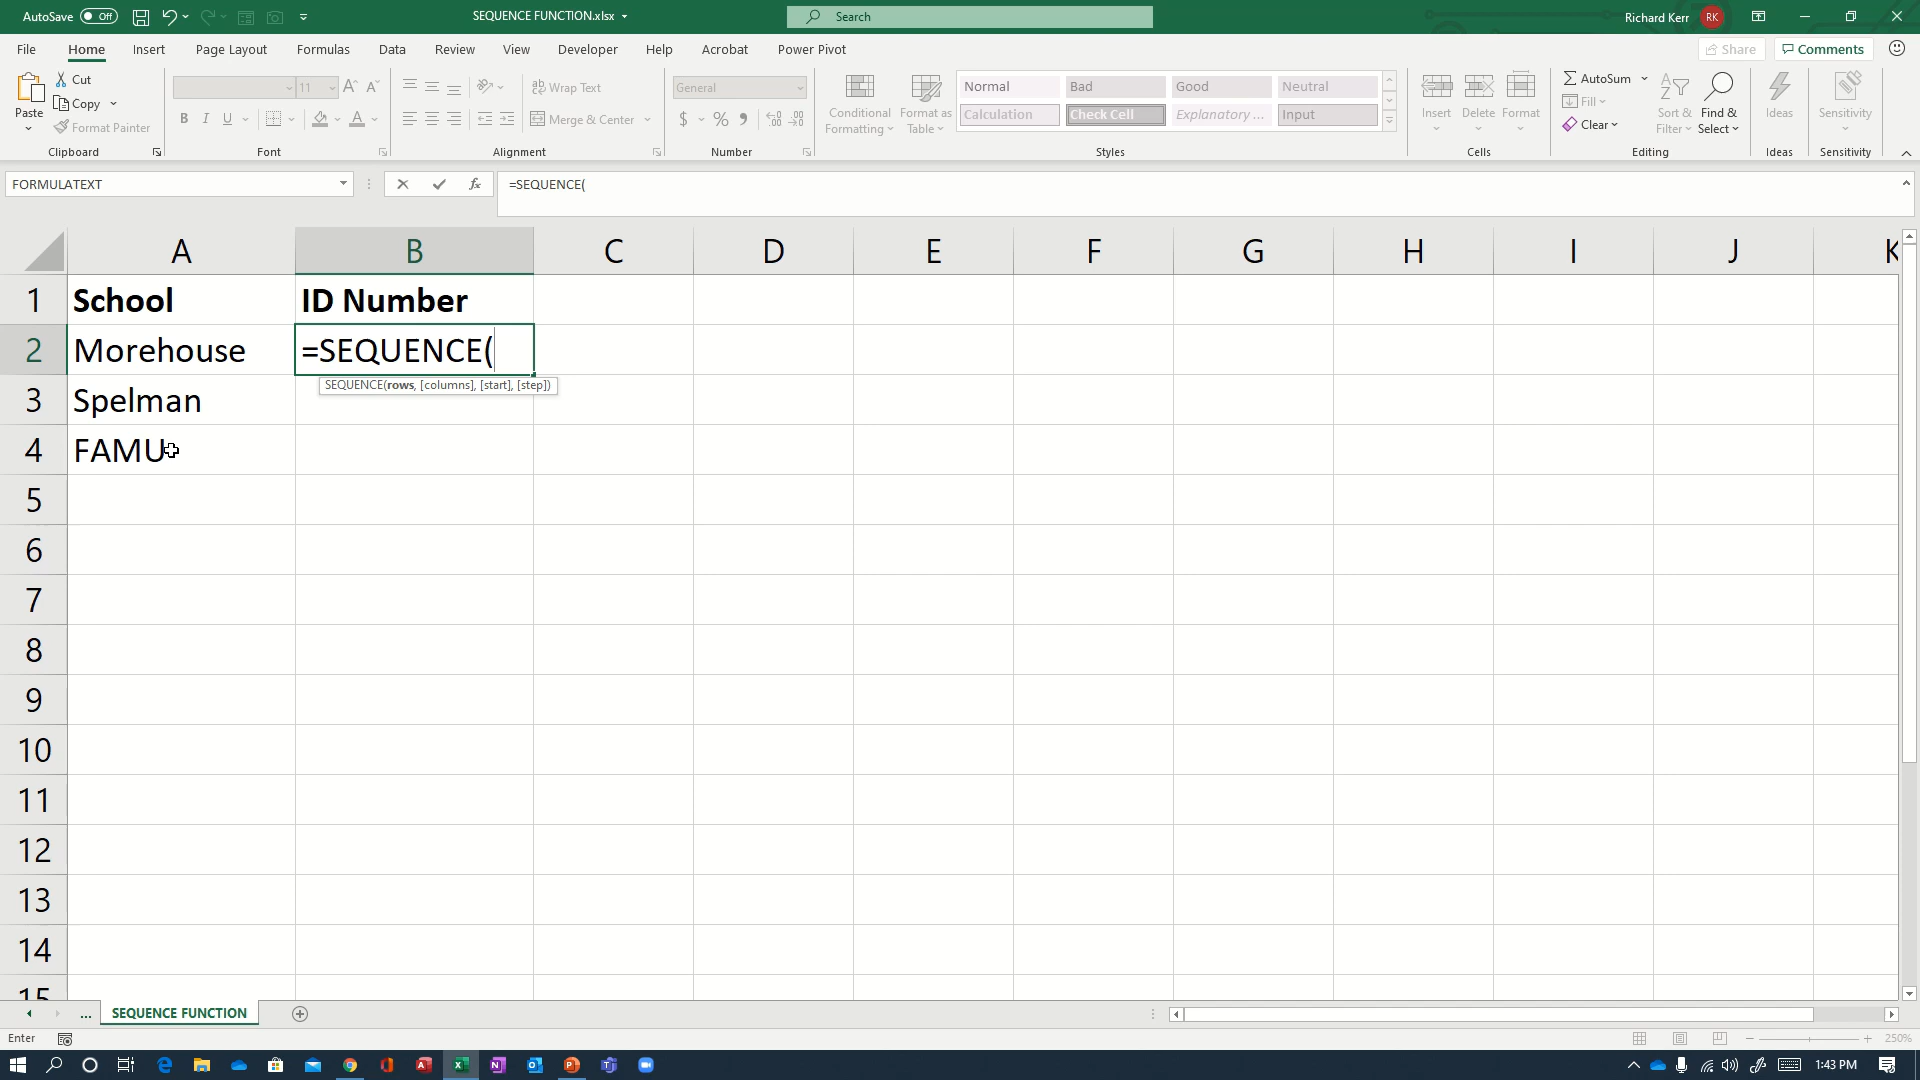 AutoSave Off SEQUENCE FUNCTION.xlsx Search Richard Kerr RK
File Home Insert Page Layout Formulas Data Review View Developer Help Acrobat Power Pivot Share Comments
Paste Cut Copy Format Painter
11 A A
B I U A
Wrap Text
Merge & Center
General
$ % 9
Conditional Formatting Format as Table
Normal Bad Good Neutral
Calculation Check Cell Explanatory ... Input
Insert Delete Format
AutoSum
Fill
Clear
Sort & Filter Find & Select Ideas Sensitivity
Clipboard Font Alignment Number Styles Cells Editing Ideas Sensitivity
FORMULATEXT fx =SEQUENCE(
A B C D E F G H I J K
1 School ID Number
2 Morehouse =SEQUENCE(
SEQUENCE(rows, [columns], [start], [step])
3 Spelman
4 FAMU
5
6
7
8
9
10
11
12
13
14
15
... SEQUENCE FUNCTION
Enter 250%
1:43 PM